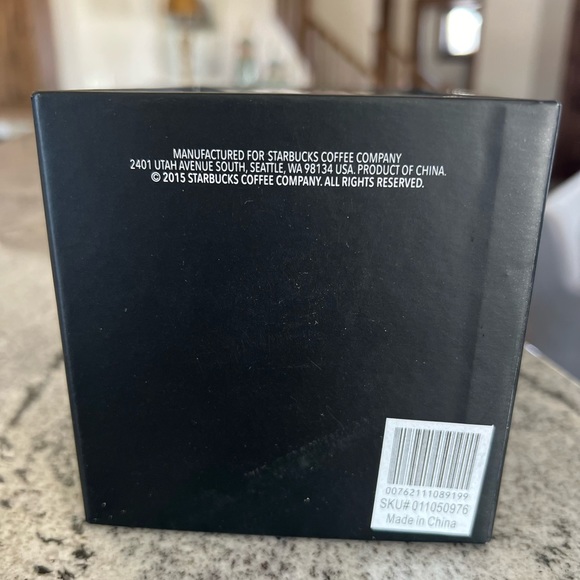 MANUFACTURED FOR STARBUCKS COFFEE COMPANY
2401 UTAH AVENUE SOUTH, SEATTLE, WA 98134 USA. PRODUCT OF CHINA.
© 2015 STARBUCKS COFFEE COMPANY. ALL RIGHTS RESERVED.
00762111089199
SKU# 011050976
Made in China